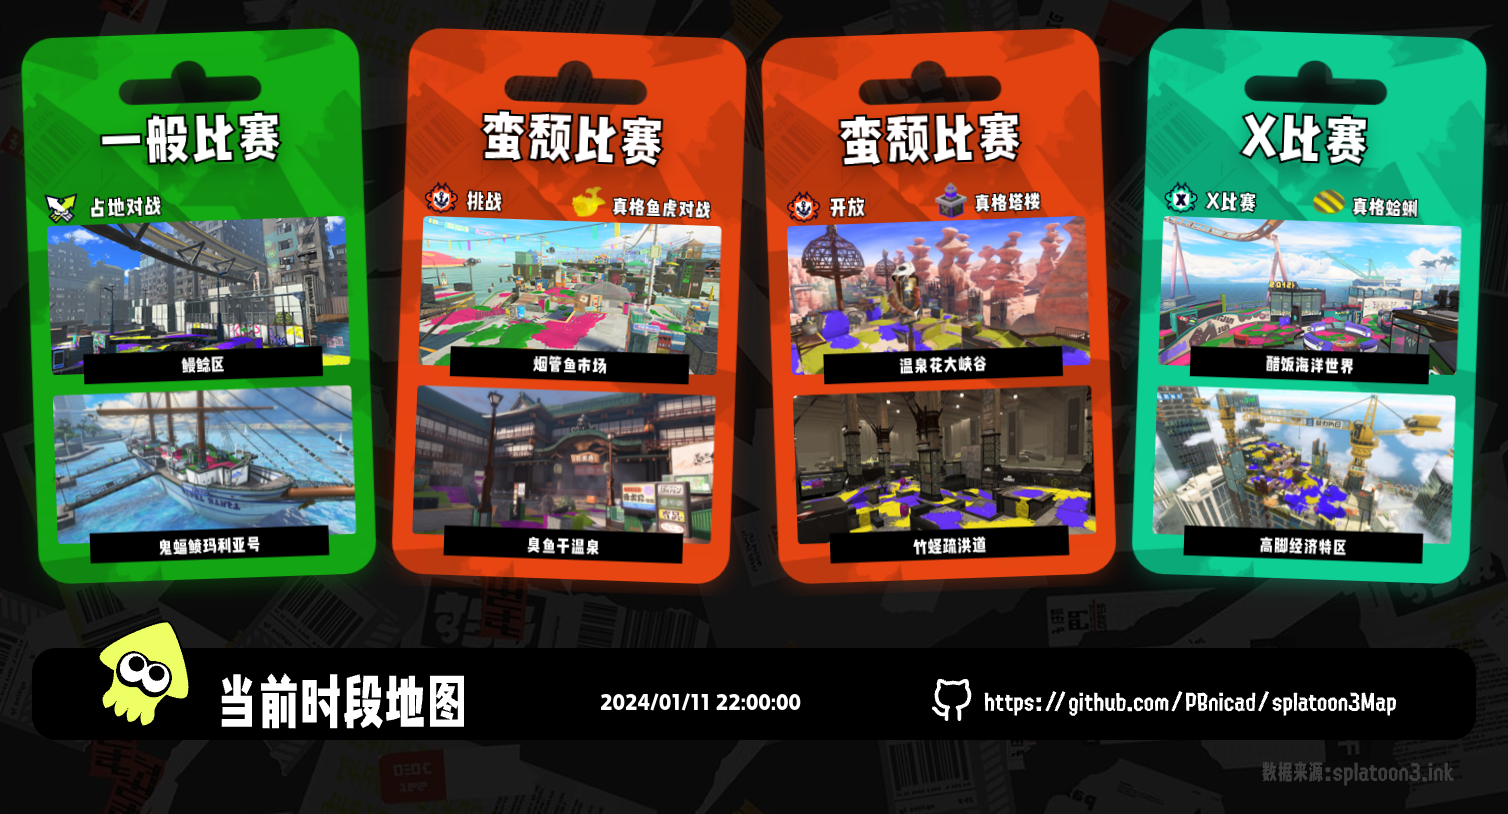 一般比赛
占地对战
鳗鲶区
鬼蝠鲼玛利亚号
蛮颓比赛
挑战
真格鱼虎对战
烟管鱼市场
臭鱼干温泉
蛮颓比赛
开放
真格塔楼
温泉花大峡谷
竹蛏疏洪道
X比赛
X比赛
真格蛤蜊
醋饭海洋世界
高脚经济特区
当前时段地图
2024/01/11 22:00:00
https://github.com/PBnicad/splatoon3Map
数据来源:splatoon3.ink